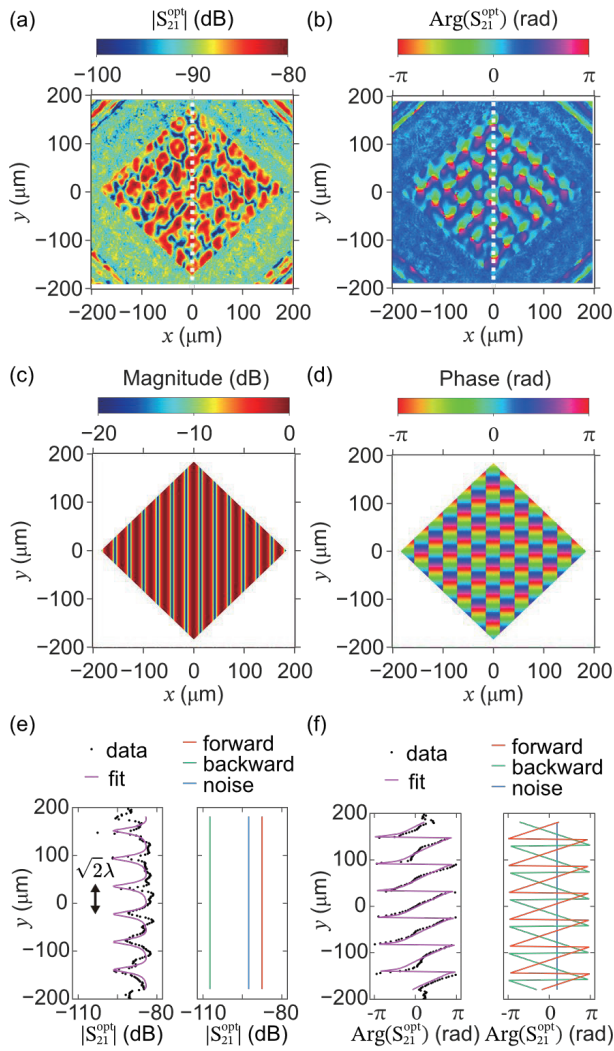 (a) |S₂₁ᵒᵖᵗ| (dB) (b) Arg(S₂₁ᵒᵖᵗ) (rad)
−100 −90 −80 -π 0 π
200 200
100 100
y (μm) 0 y (μm) 0
−100 −100
−200 −200
−200 −100 0 100 200 −200 −100 0 100 200
x (μm) x (μm)
(c) Magnitude (dB) (d) Phase (rad)
−20 −10 0 -π 0 π
200 200
100 100
y (μm) 0 y (μm) 0
−100 −100
−200 −200
−200 −100 0 100 200 −200 −100 0 100 200
x (μm) x (μm)
(e) (f)
data forward data forward
backward backward
fit noise fit noise
200 200
100 √2λ 100
y (μm) 0 y (μm) 0
−100 −100
−200 −200
−110 −80 −110 −80 -π 0 π -π 0 π
|S₂₁ᵒᵖᵗ| (dB) |S₂₁ᵒᵖᵗ| (dB) Arg(S₂₁ᵒᵖᵗ) (rad) Arg(S₂₁ᵒᵖᵗ) (rad)